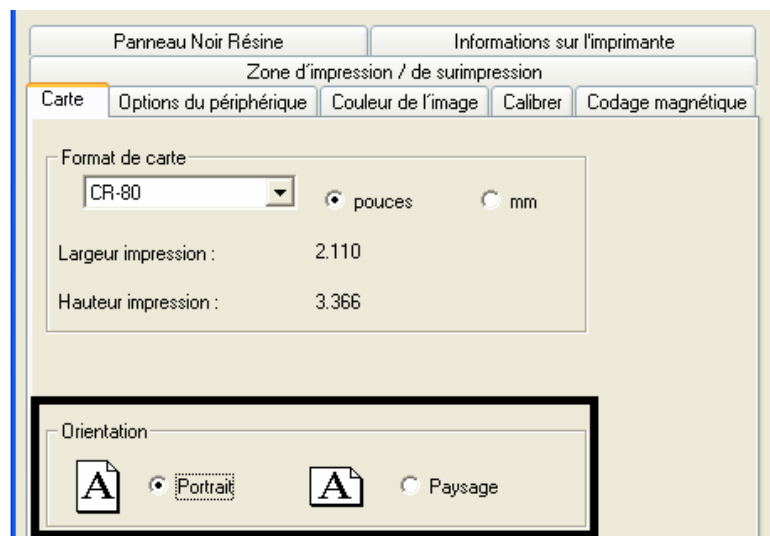 Panneau Noir Résine
Informations sur l'imprimante
Zone d´impression / de surimpression
Carte
Options du périphérique
Couleur de l´image
Calibrer
Codage magnétique
Format de carte
CR-80
pouces
mm
Largeur impression :
2.110
Hauteur impression :
3.366
Orientation
A
Portrait
A
Paysage